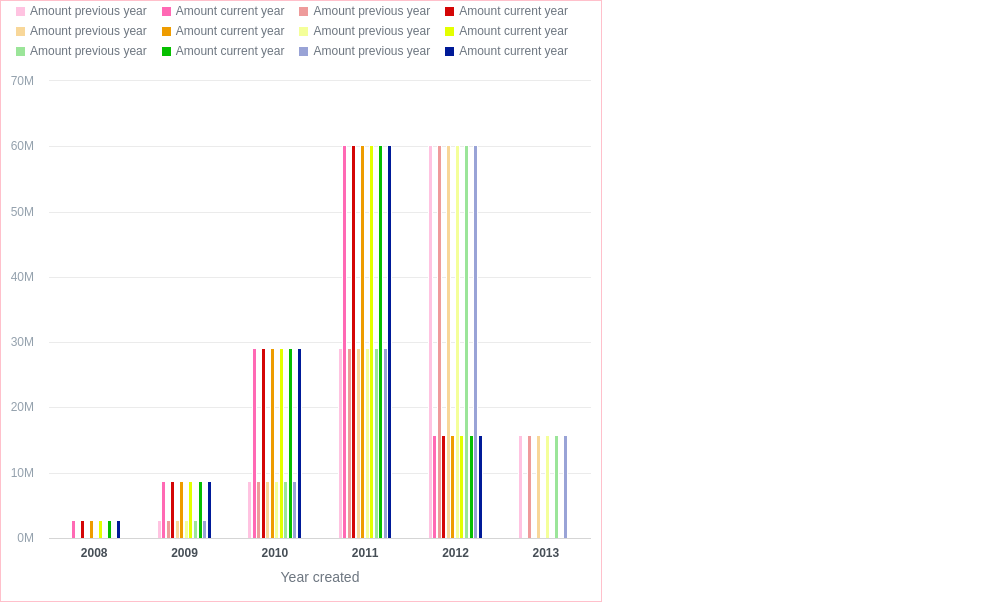 Amount previous year Amount current year Amount previous year Amount current year
Amount previous year Amount current year Amount previous year Amount current year
Amount previous year Amount current year Amount previous year Amount current year
70M
60M
50M
40M
30M
20M
10M
0M
2008 2009 2010 2011 2012 2013
Year created